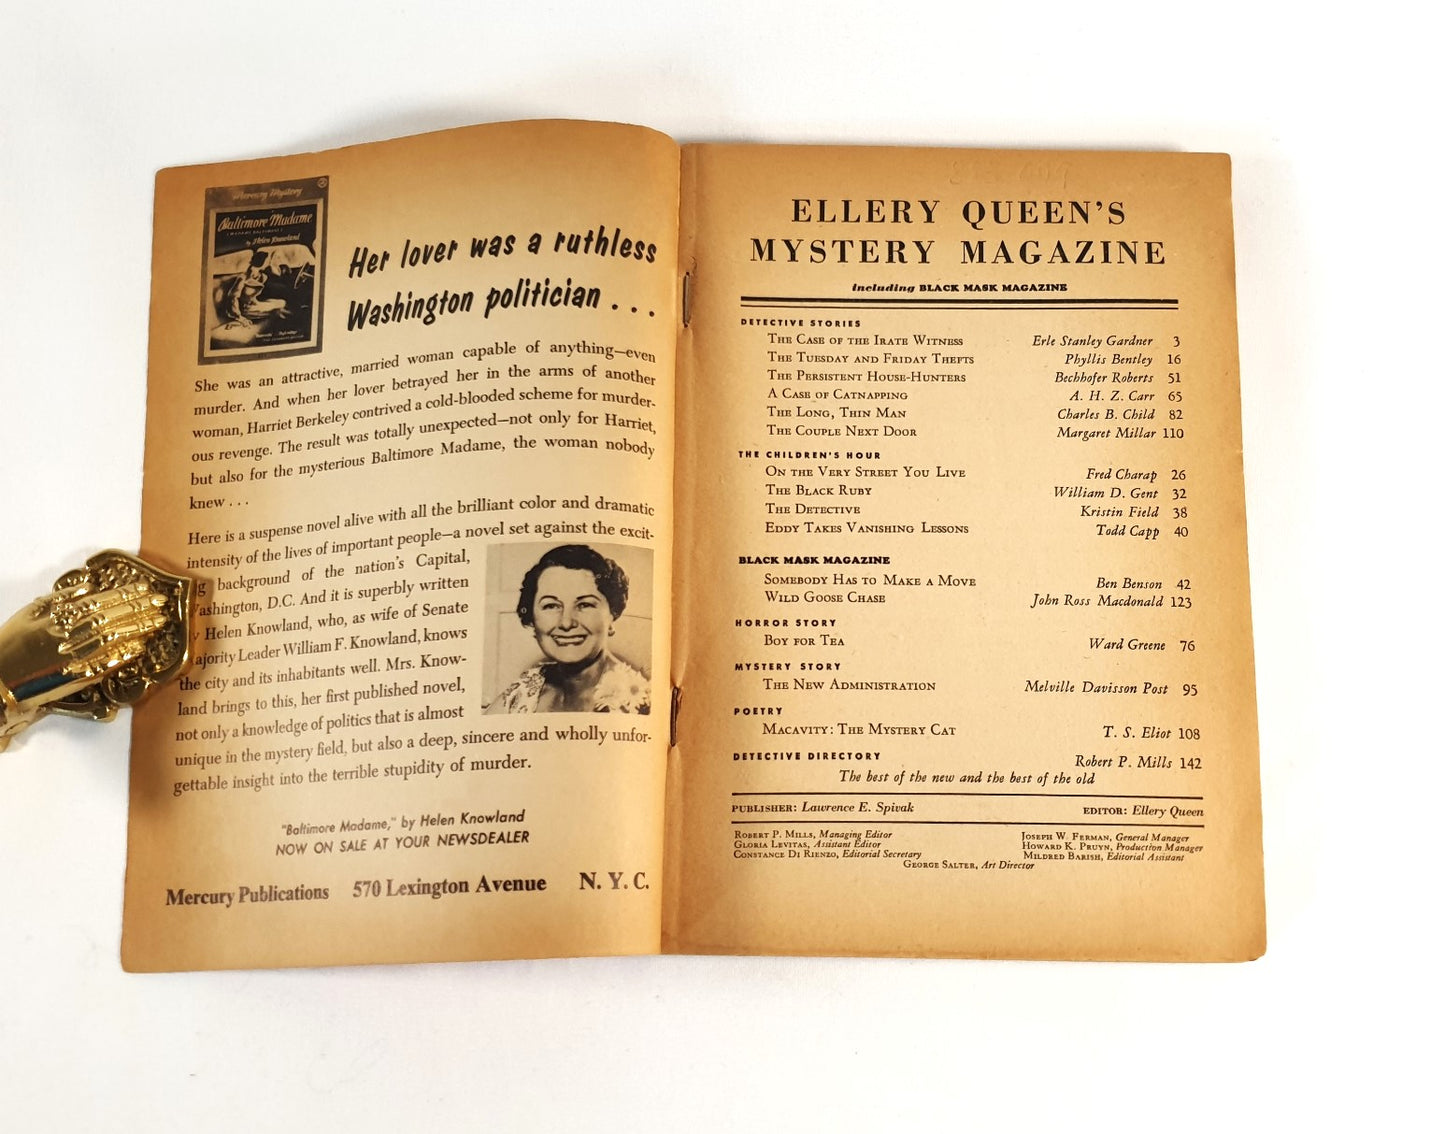 Mercury Mystery
Baltimore Madame
by Helen Knowland
Her lover was a ruthless
Washington politician . . .
She was an attractive, married woman capable of anything—even
murder. And when her lover betrayed her in the arms of another
woman, Harriet Berkeley contrived a cold-blooded scheme for murder-
ous revenge. The result was totally unexpected—not only for Harriet,
but also for the mysterious Baltimore Madame, the woman nobody
knew . . .
Here is a suspense novel alive with all the brilliant color and dramatic
intensity of the lives of important people—a novel set against the excit-
g background of the nation's Capital,
ashington, D.C. And it is superbly written
Helen Knowland, who, as wife of Senate
ajority Leader William F. Knowland, knows
the city and its inhabitants well. Mrs. Know-
land brings to this, her first published novel,
not only a knowledge of politics that is almost
unique in the mystery field, but also a deep, sincere and wholly unfor-
gettable insight into the terrible stupidity of murder.
"Baltimore Madame," by Helen Knowland
NOW ON SALE AT YOUR NEWSDEALER
Mercury Publications 570 Lexington Avenue N. Y. C.
ELLERY QUEEN'S
MYSTERY MAGAZINE
including BLACK MASK MAGAZINE
DETECTIVE STORIES
The Case of the Irate Witness Erle Stanley Gardner 3
The Tuesday and Friday Thefts Phyllis Bentley 16
The Persistent House-Hunters Bechhofer Roberts 51
A Case of Catnapping A. H. Z. Carr 65
The Long, Thin Man Charles B. Child 82
The Couple Next Door Margaret Millar 110
THE CHILDREN'S HOUR
On the Very Street You Live Fred Charap 26
The Black Ruby William D. Gent 32
The Detective Kristin Field 38
Eddy Takes Vanishing Lessons Todd Capp 40
BLACK MASK MAGAZINE
Somebody Has to Make a Move Ben Benson 42
Wild Goose Chase John Ross Macdonald 123
HORROR STORY
Boy for Tea Ward Greene 76
MYSTERY STORY
The New Administration Melville Davisson Post 95
POETRY
Macavity: The Mystery Cat T. S. Eliot 108
DETECTIVE DIRECTORY Robert P. Mills 142
The best of the new and the best of the old
PUBLISHER: Lawrence E. Spivak EDITOR: Ellery Queen
Robert P. Mills, Managing Editor Joseph W. Ferman, General Manager
Gloria Levitas, Assistant Editor Howard K. Pruyn, Production Manager
Constance Di Rienzo, Editorial Secretary Mildred Barish, Editorial Assistant
George Salter, Art Director